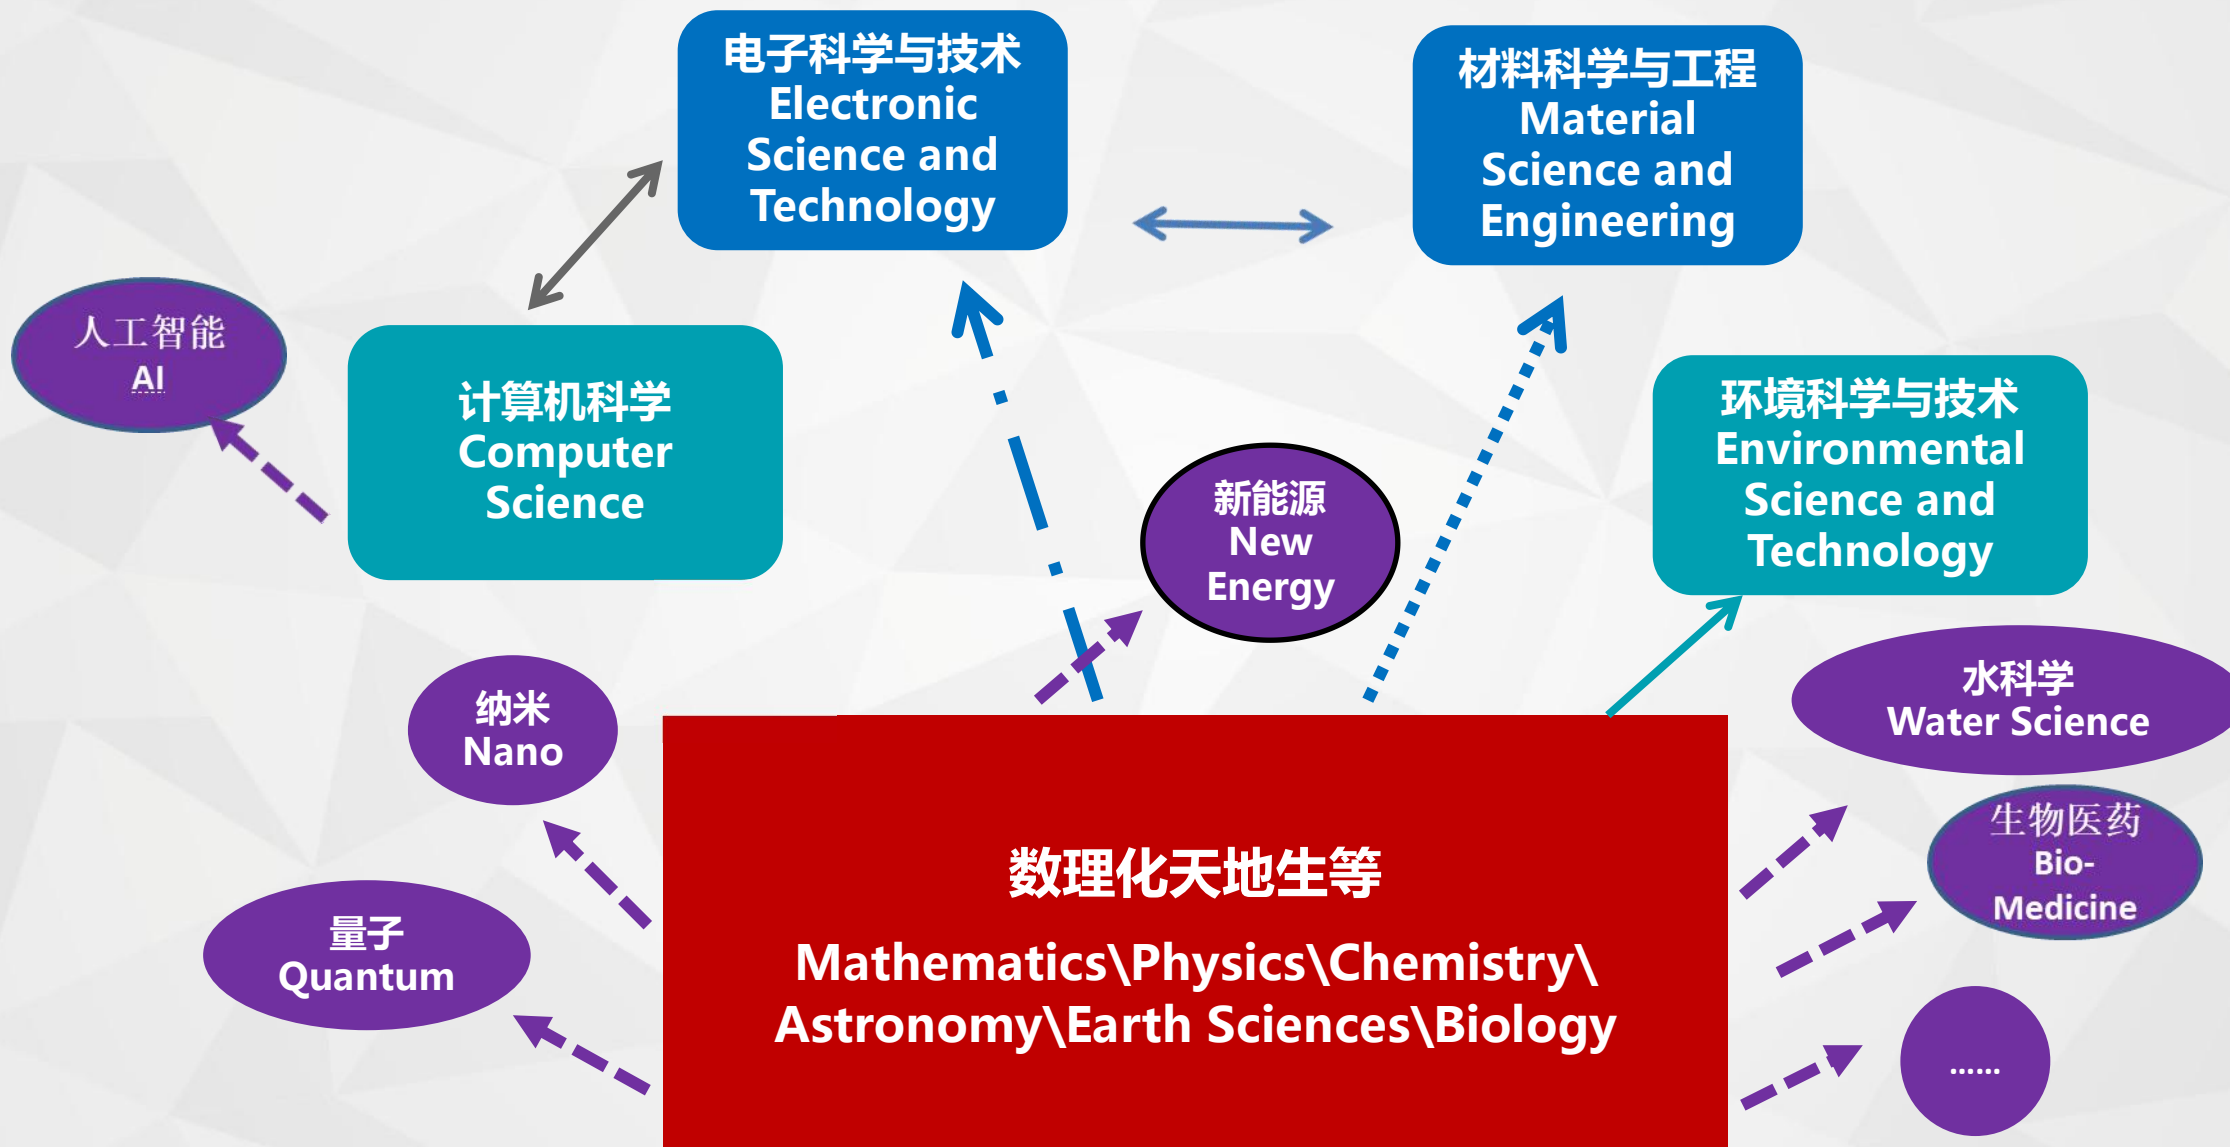 电子科学与技术
Electronic
Science and
Technology
材料科学与工程
Material
Science and
Engineering
人工智能
AI
计算机科学
Computer
Science
环境科学与技术
Environmental
Science and
Technology
新能源
New
Energy
纳米
Nano
水科学
Water Science
生物医药
Bio-
Medicine
量子
Quantum
数理化天地生等
Mathematics\Physics\Chemistry\
Astronomy\Earth Sciences\Biology
……